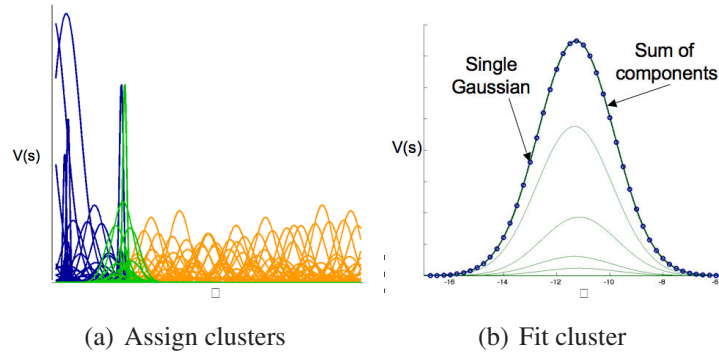 V(s)
□
(a) Assign clusters
Single
Gaussian
Sum of
components
V(s)
-16 -14 -12 -10 -8 -6
□
(b) Fit cluster